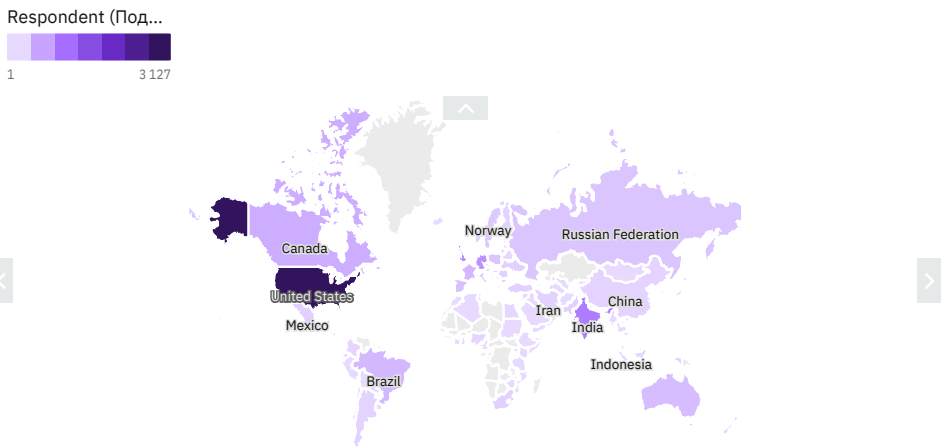 Respondent (Под...
1 3 127
Norway
Russian Federation
Canada
United States
China
Iran
Mexico
India
Indonesia
Brazil